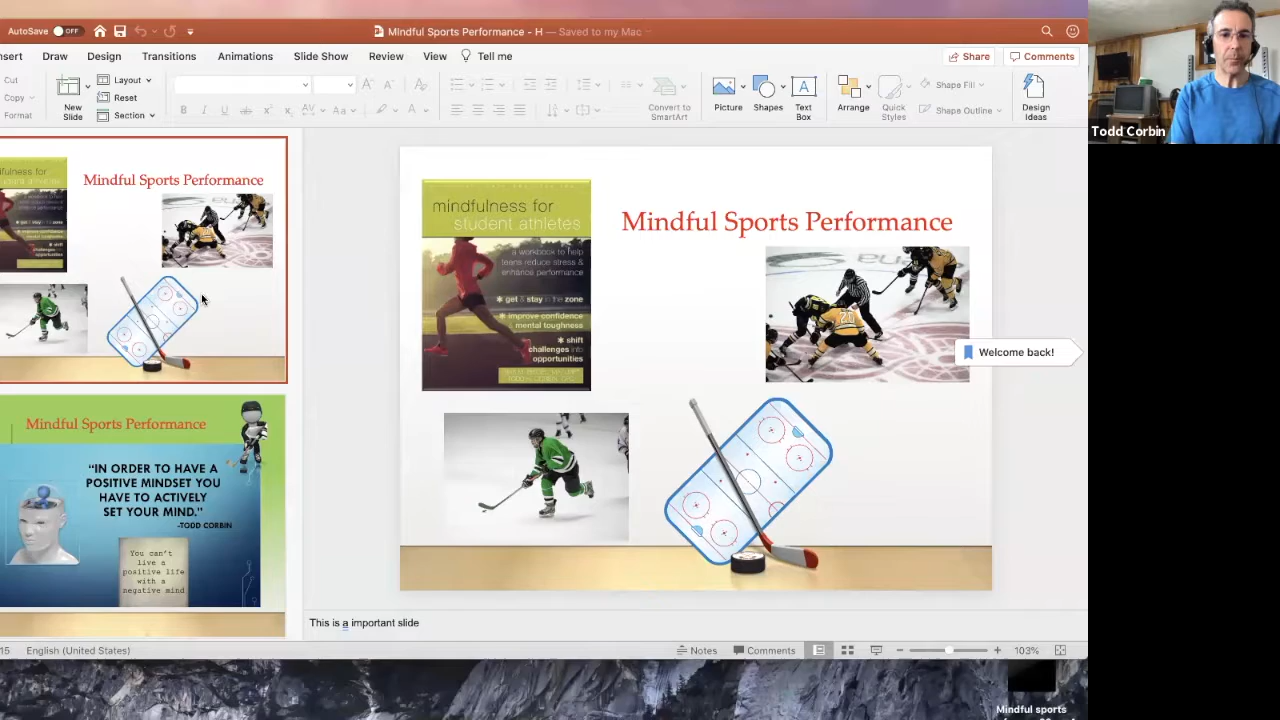 AutoSave OFF
Mindful Sports Performance - H — Saved to my Mac
nsert Draw Design Transitions Animations Slide Show Review View Tell me
Share Comments
Cut
Copy
Format
New
Slide
Layout
Reset
Section
Convert to
SmartArt
Picture
Shapes
Text
Box
Arrange
Quick
Styles
Shape Fill
Shape Outline
Design
Ideas
Todd Corbin
Mindful Sports Performance
Mindful Sports Performance
“IN ORDER TO HAVE A
POSITIVE MINDSET YOU
HAVE TO ACTIVELY
SET YOUR MIND.”
-TODD CORBIN
You can't
live a
positive life
with a
negative mind
mindfulness for
student athletes
a workbook to help
teens reduce stress &
enhance performance
* get & stay in the zone
* improve confidence
mental toughness
* shift
challenges into
opportunities
Mindful Sports Performance
Welcome back!
This is a important slide
15 English (United States)
Notes Comments 103%
Mindful sports